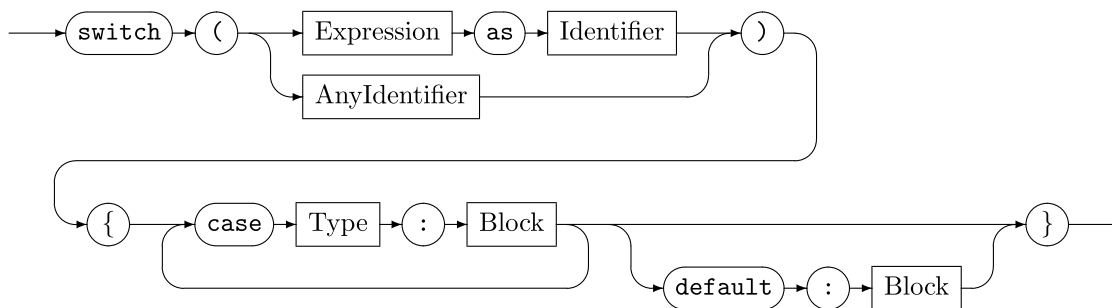 switch ( Expression as Identifier )
AnyIdentifier
{ case Type : Block }
default : Block